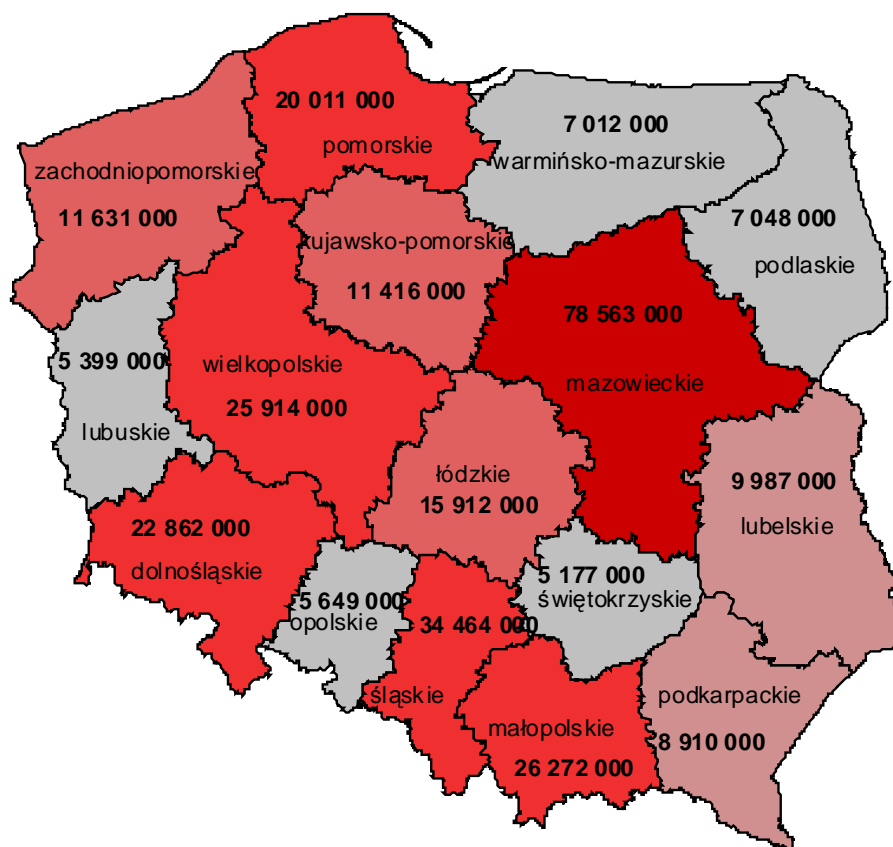 20 011 000
pomorskie
7 012 000
warmińsko-mazurskie
zachodniopomorskie
11 631 000
7 048 000
podlaskie
kujawsko-pomorskie
11 416 000
78 563 000
mazowieckie
5 399 000
lubuskie
wielkopolskie
25 914 000
łódzkie
15 912 000
9 987 000
lubelskie
22 862 000
dolnośląskie
5 649 000
opolskie
5 177 000
świętokrzyskie
34 464 000
śląskie
małopolskie
26 272 000
podkarpackie
8 910 000